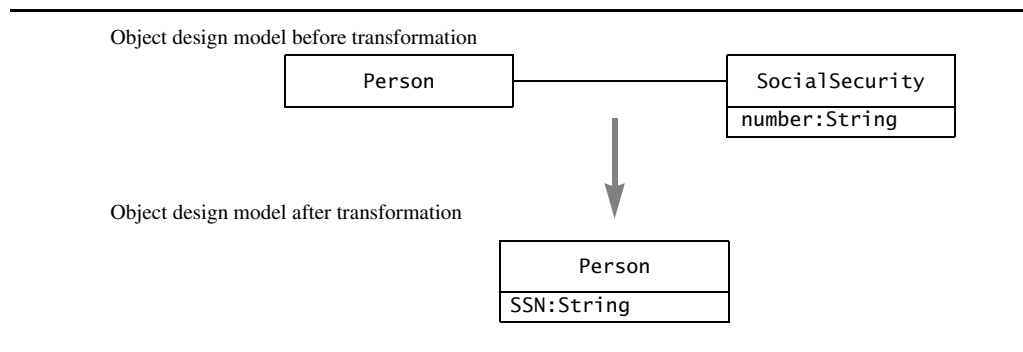 Object design model before transformation
Person
SocialSecurity
number:String
Object design model after transformation
Person
SSN:String